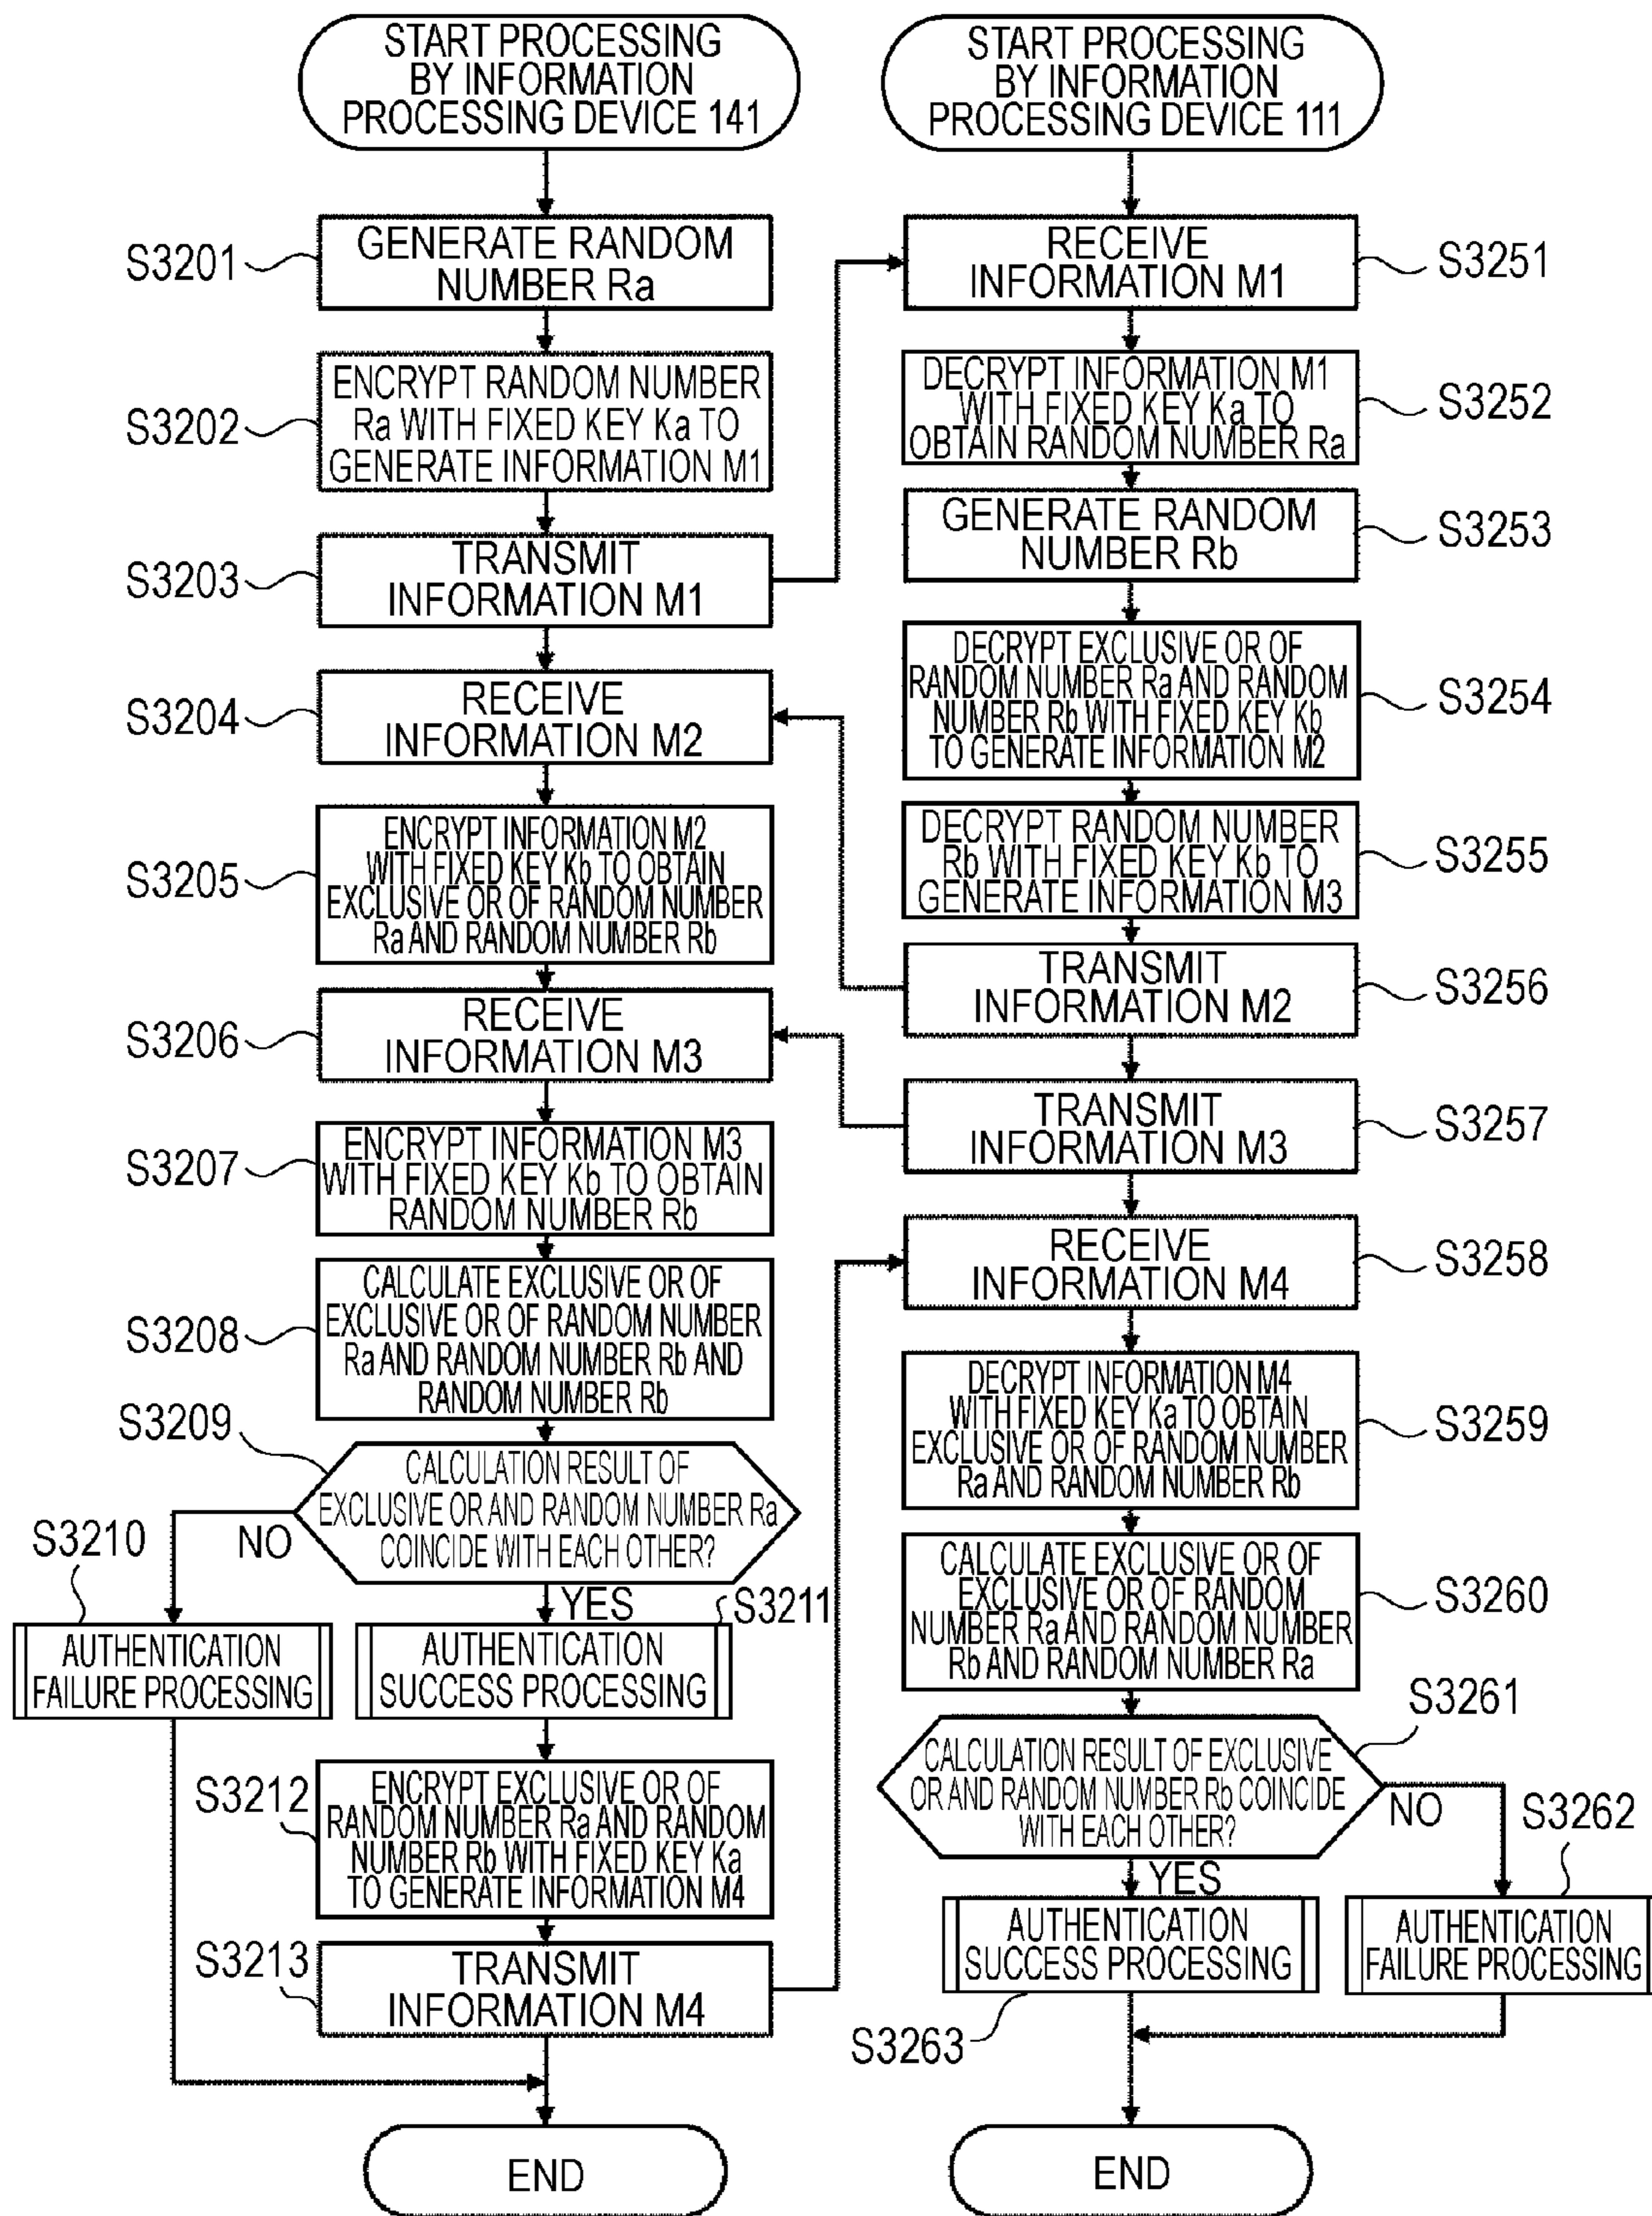 START PROCESSING
BY INFORMATION
PROCESSING DEVICE 141
S3201
GENERATE RANDOM
NUMBER Ra
S3202
ENCRYPT RANDOM NUMBER
Ra WITH FIXED KEY Ka TO
GENERATE INFORMATION M1
S3203
TRANSMIT
INFORMATION M1
S3204
RECEIVE
INFORMATION M2
S3205
ENCRYPT INFORMATION M2
WITH FIXED KEY Kb TO OBTAIN
EXCLUSIVE OR OF RANDOM NUMBER
Ra AND RANDOM NUMBER Rb
S3206
RECEIVE
INFORMATION M3
S3207
ENCRYPT INFORMATION M3
WITH FIXED KEY Kb TO OBTAIN
RANDOM NUMBER Rb
S3208
CALCULATE EXCLUSIVE OR OF
EXCLUSIVE OR OF RANDOM NUMBER
Ra AND RANDOM NUMBER Rb AND
RANDOM NUMBER Rb
S3209
CALCULATION RESULT OF
EXCLUSIVE OR AND RANDOM NUMBER Ra
COINCIDE WITH EACH OTHER?
S3210
NO
YES
S3211
AUTHENTICATION
FAILURE PROCESSING
AUTHENTICATION
SUCCESS PROCESSING
S3212
ENCRYPT EXCLUSIVE OR OF
RANDOM NUMBER Ra AND RANDOM
NUMBER Rb WITH FIXED KEY Ka
TO GENERATE INFORMATION M4
S3213
TRANSMIT
INFORMATION M4
END
START PROCESSING
BY INFORMATION
PROCESSING DEVICE 111
RECEIVE
INFORMATION M1
S3251
DECRYPT INFORMATION M1
WITH FIXED KEY Ka TO
OBTAIN RANDOM NUMBER Ra
S3252
GENERATE RANDOM
NUMBER Rb
S3253
DECRYPT EXCLUSIVE OR OF
RANDOM NUMBER Ra AND RANDOM
NUMBER Rb WITH FIXED KEY Kb
TO GENERATE INFORMATION M2
S3254
DECRYPT RANDOM NUMBER
Rb WITH FIXED KEY Kb TO
GENERATE INFORMATION M3
S3255
TRANSMIT
INFORMATION M2
S3256
TRANSMIT
INFORMATION M3
S3257
RECEIVE
INFORMATION M4
S3258
DECRYPT INFORMATION M4
WITH FIXED KEY Ka TO OBTAIN
EXCLUSIVE OR OF RANDOM NUMBER
Ra AND RANDOM NUMBER Rb
S3259
CALCULATE EXCLUSIVE OR OF
EXCLUSIVE OR OF RANDOM
NUMBER Ra AND RANDOM NUMBER
Rb AND RANDOM NUMBER Ra
S3260
S3261
CALCULATION RESULT OF EXCLUSIVE
OR AND RANDOM NUMBER Rb COINCIDE
WITH EACH OTHER?
NO
S3262
YES
AUTHENTICATION
SUCCESS PROCESSING
AUTHENTICATION
FAILURE PROCESSING
S3263
END